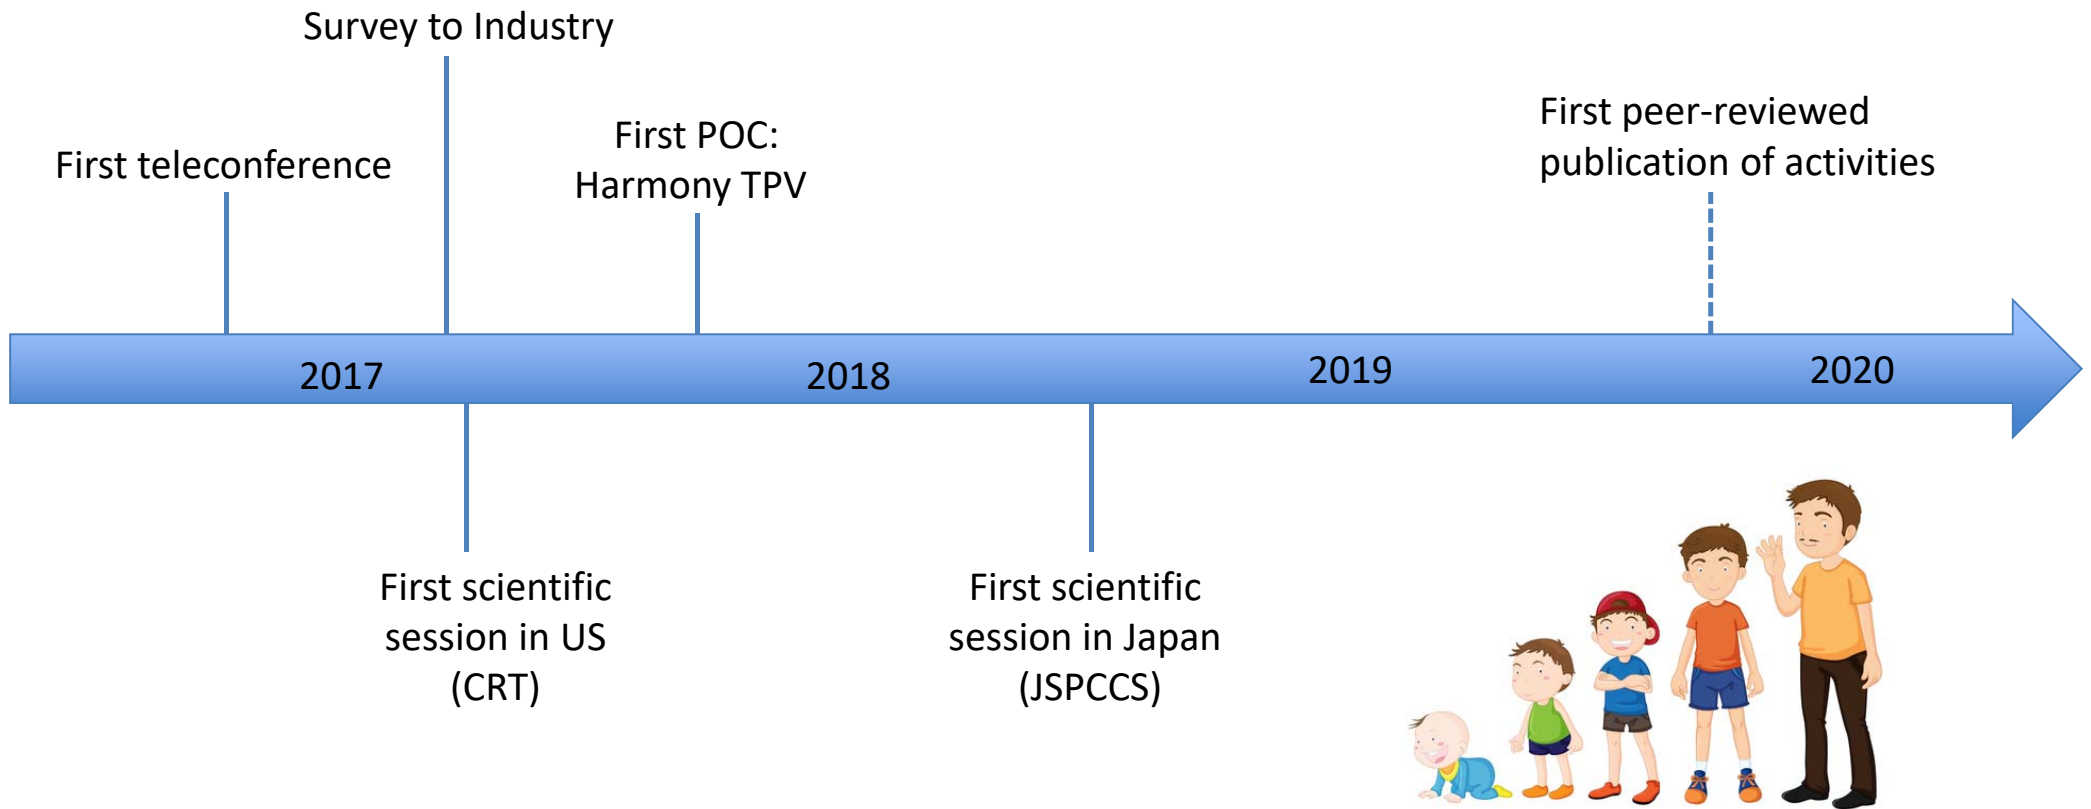 Survey to Industry
First teleconference
First POC:
Harmony TPV
First peer-reviewed
publication of activities
2017
2018
2019
2020
First scientific
session in US
(CRT)
First scientific
session in Japan
(JSPCCS)